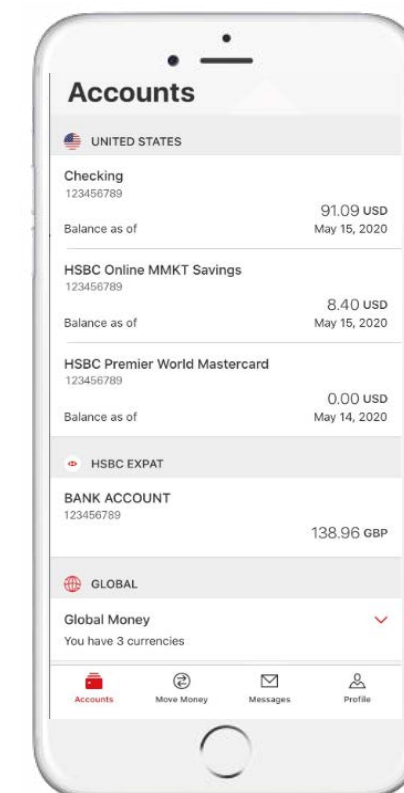 Accounts
UNITED STATES
Checking
123456789
91.09 USD
Balance as of May 15, 2020
HSBC Online MMKT Savings
123456789
8.40 USD
Balance as of May 15, 2020
HSBC Premier World Mastercard
123456789
0.00 USD
Balance as of May 14, 2020
HSBC EXPAT
BANK ACCOUNT
123456789
138.96 GBP
GLOBAL
Global Money
You have 3 currencies
Accounts Move Money Messages Profile